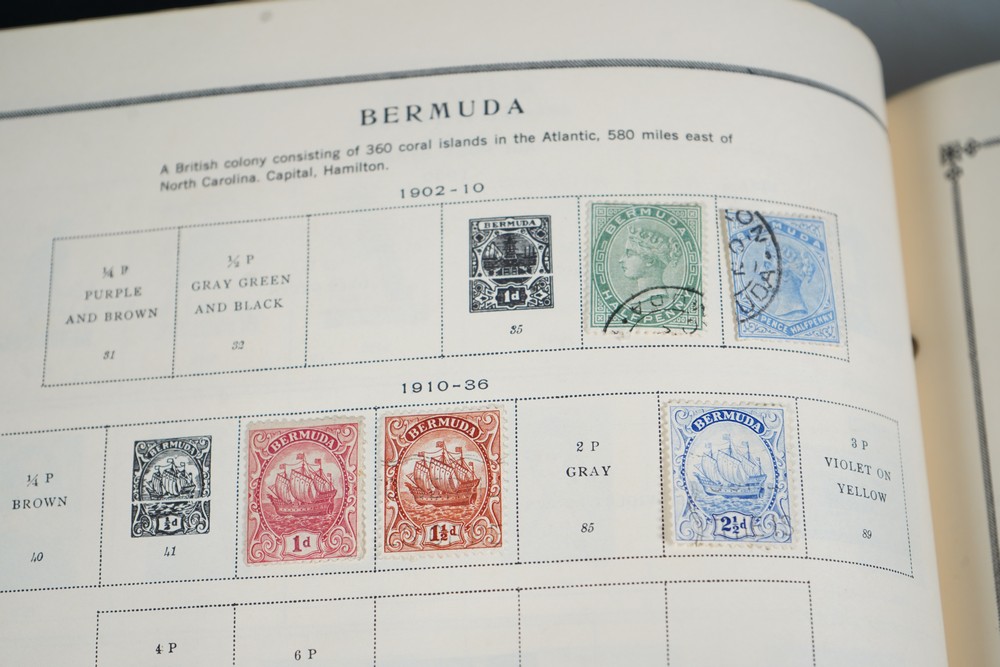 BERMUDA
A British colony consisting of 360 coral islands in the Atlantic, 580 miles east of
North Carolina. Capital, Hamilton.
1902-10
¼ P
PURPLE
AND BROWN
31
½ P
GRAY GREEN
AND BLACK
32
BERMUDA
1d
35
BERMUDA
HALFPENNY
1910-36
¼ P
BROWN
40
BERMUDA
½d
41
BERMUDA
1d
BERMUDA
1½d
2 P
GRAY
85
BERMUDA
2½d
3 P
VIOLET ON
YELLOW
89
4 P
6 P